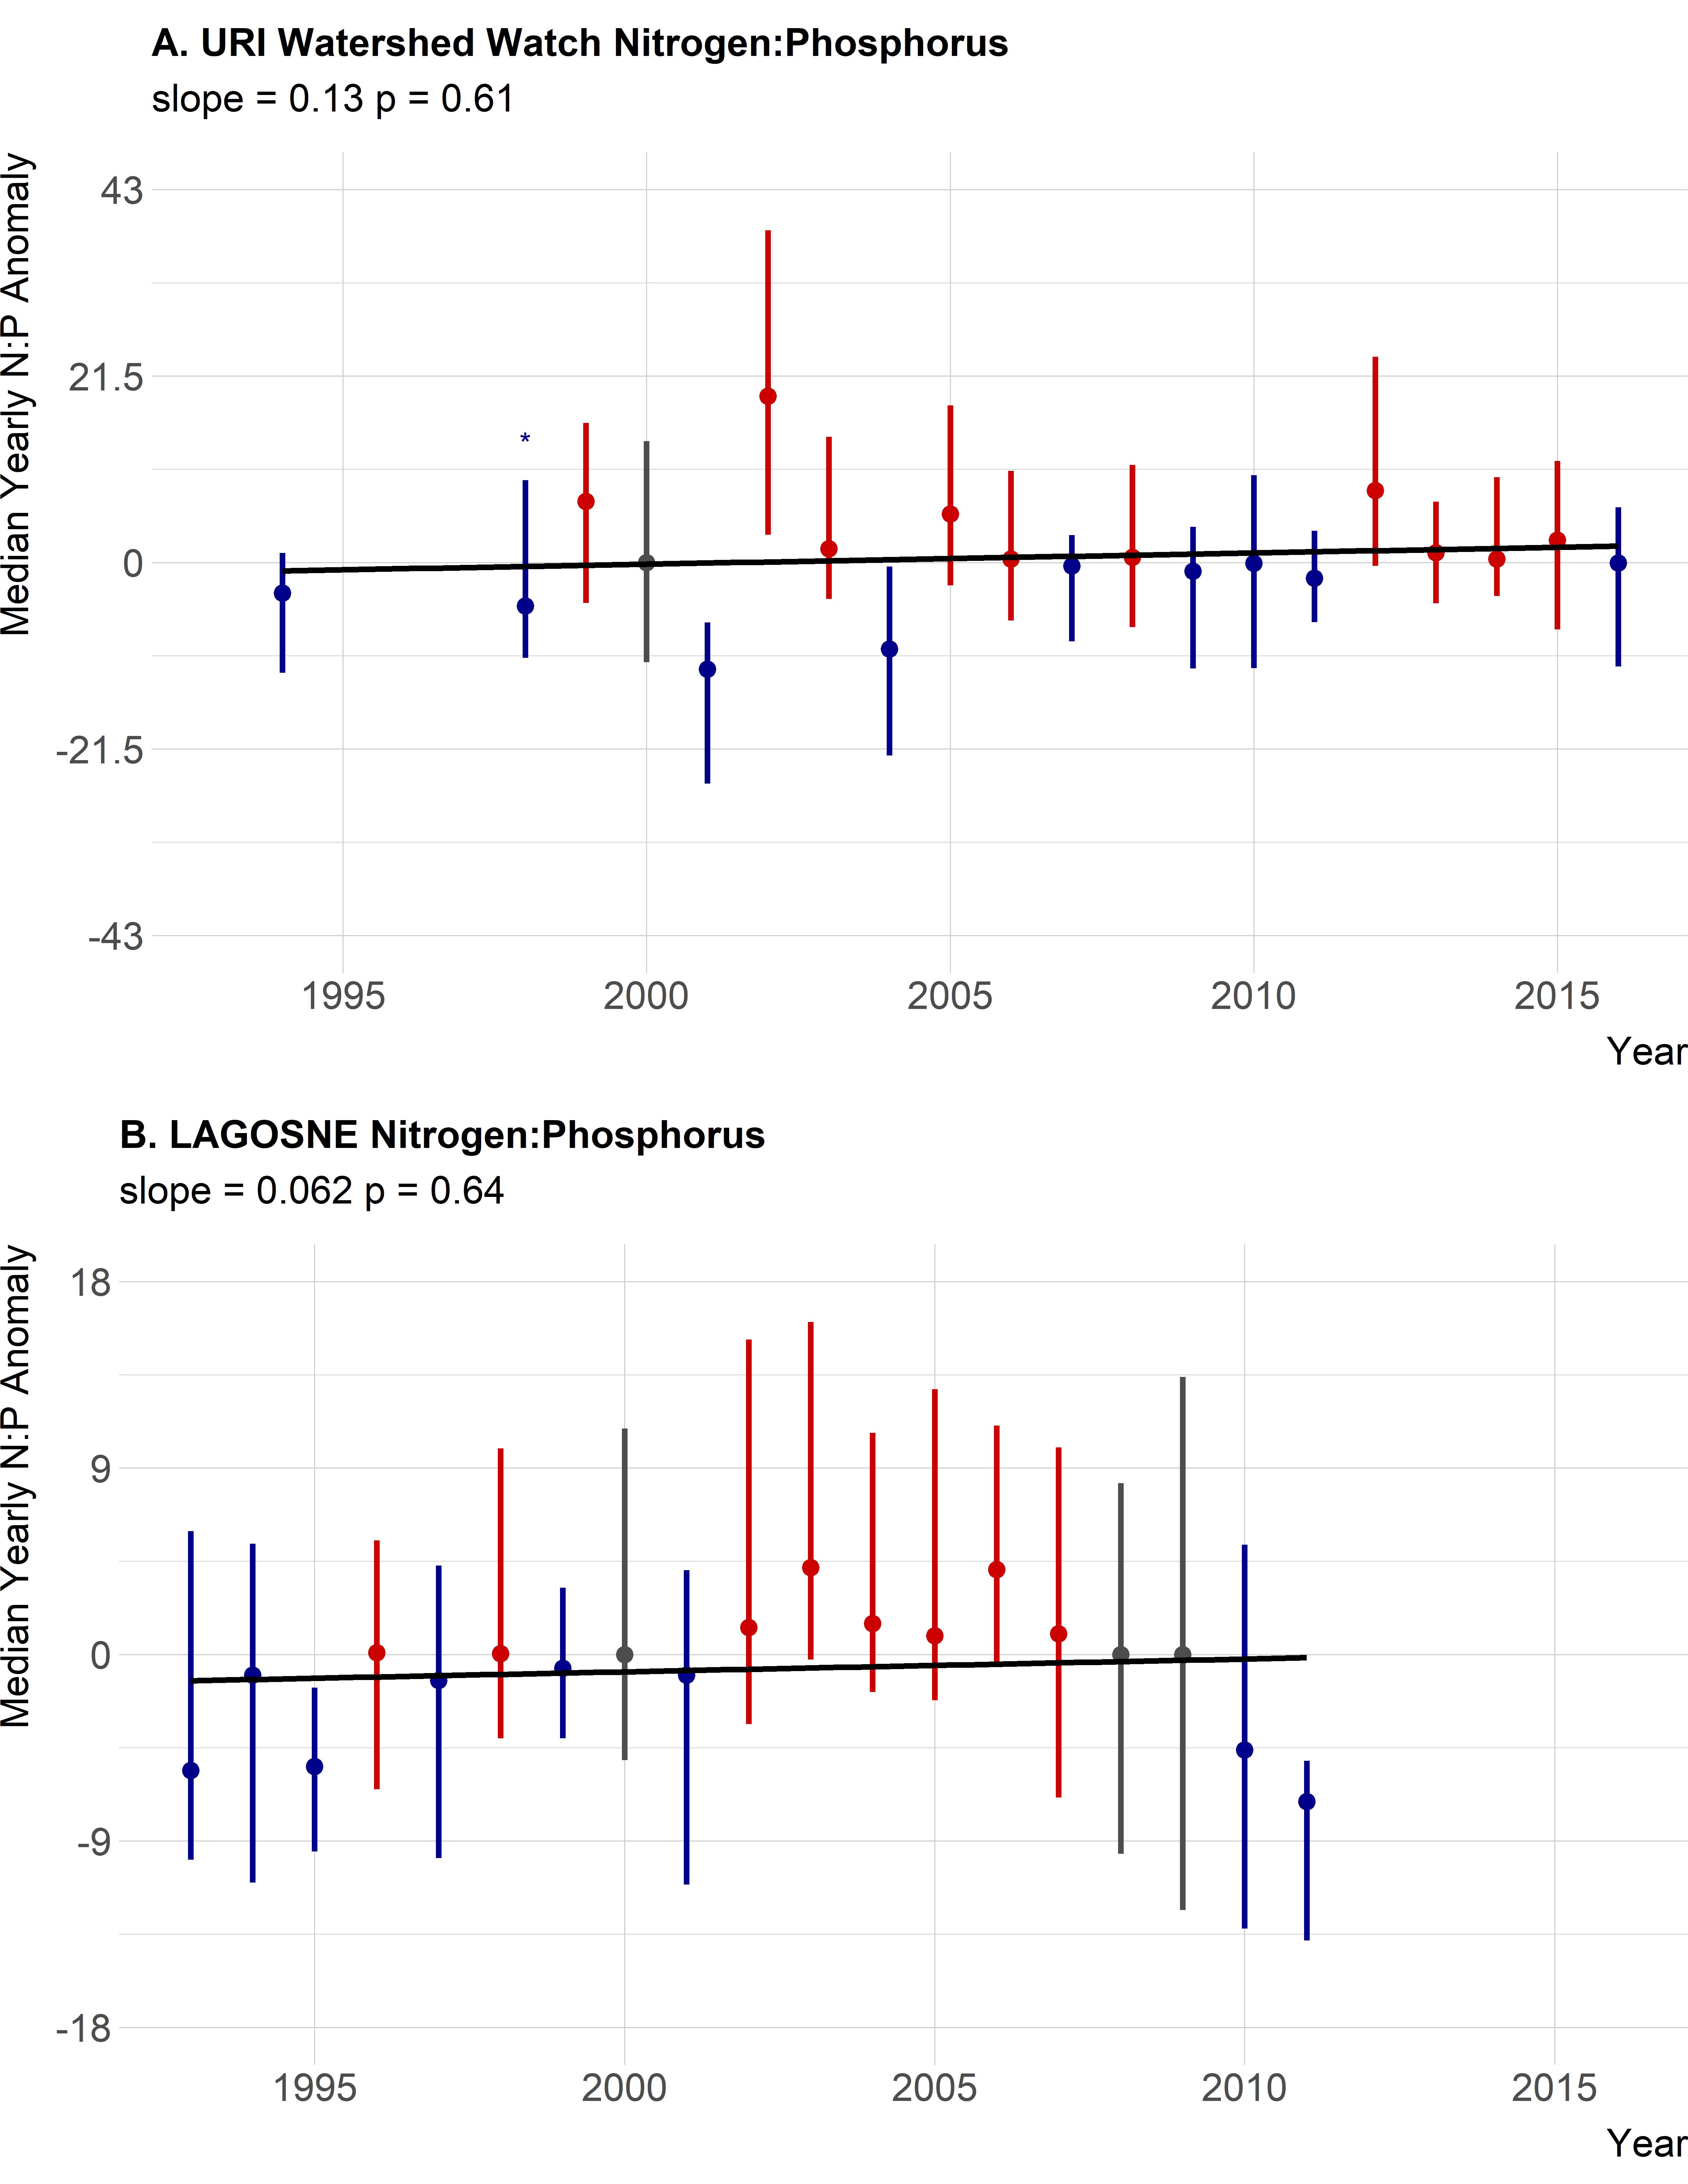 A. URI Watershed Watch Nitrogen:Phosphorus
slope = 0.13 p = 0.61
Median Yearly N:P Anomaly
43
21.5
0
-21.5
-43
*
1995 2000 2005 2010 2015
Year
B. LAGOSNE Nitrogen:Phosphorus
slope = 0.062 p = 0.64
Median Yearly N:P Anomaly
18
9
0
-9
-18
1995 2000 2005 2010 2015
Year